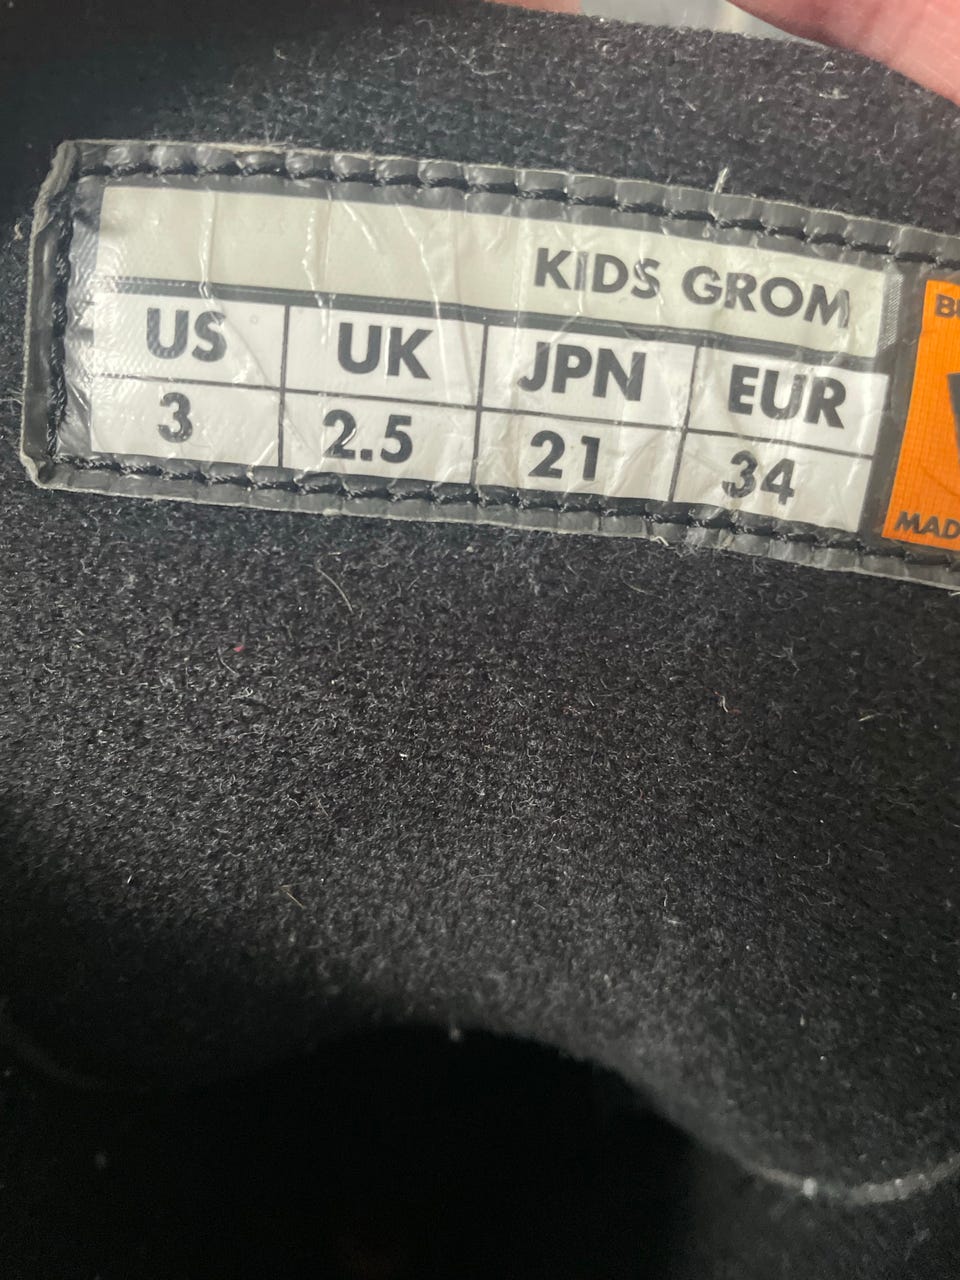 KIDS GROM
US UK JPN EUR
3 2.5 21 34